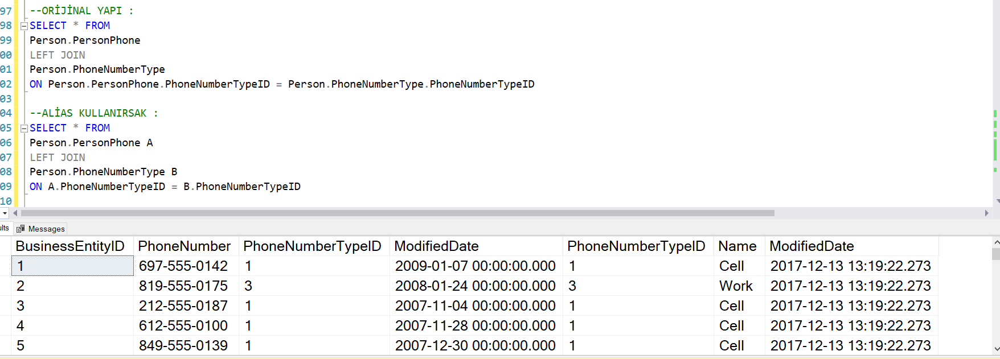 97 --ORİJİNAL YAPI :
98 SELECT * FROM
99 Person.PersonPhone
00 LEFT JOIN
01 Person.PhoneNumberType
02 ON Person.PersonPhone.PhoneNumberTypeID = Person.PhoneNumberType.PhoneNumberTypeID
03
04 --ALİAS KULLANIRSAK :
05 SELECT * FROM
06 Person.PersonPhone A
07 LEFT JOIN
08 Person.PhoneNumberType B
09 ON A.PhoneNumberTypeID = B.PhoneNumberTypeID
10
ults Messages
BusinessEntityID PhoneNumber PhoneNumberTypeID ModifiedDate PhoneNumberTypeID Name ModifiedDate
1 697-555-0142 1 2009-01-07 00:00:00.000 1 Cell 2017-12-13 13:19:22.273
2 819-555-0175 3 2008-01-24 00:00:00.000 3 Work 2017-12-13 13:19:22.273
3 212-555-0187 1 2007-11-04 00:00:00.000 1 Cell 2017-12-13 13:19:22.273
4 612-555-0100 1 2007-11-28 00:00:00.000 1 Cell 2017-12-13 13:19:22.273
5 849-555-0139 1 2007-12-30 00:00:00.000 1 Cell 2017-12-13 13:19:22.273